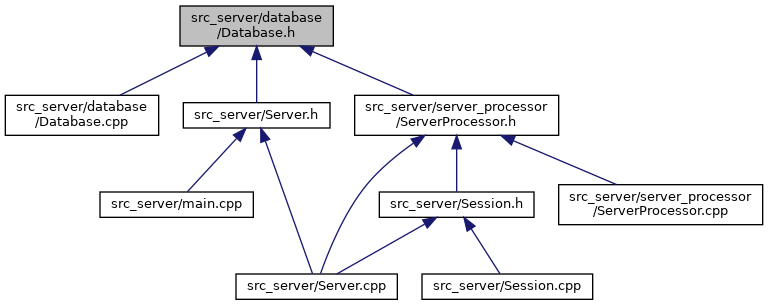 src_server/database
/Database.h
src_server/database
/Database.cpp
src_server/Server.h
src_server/server_processor
/ServerProcessor.h
src_server/main.cpp
src_server/Session.h
src_server/server_processor
/ServerProcessor.cpp
src_server/Server.cpp
src_server/Session.cpp